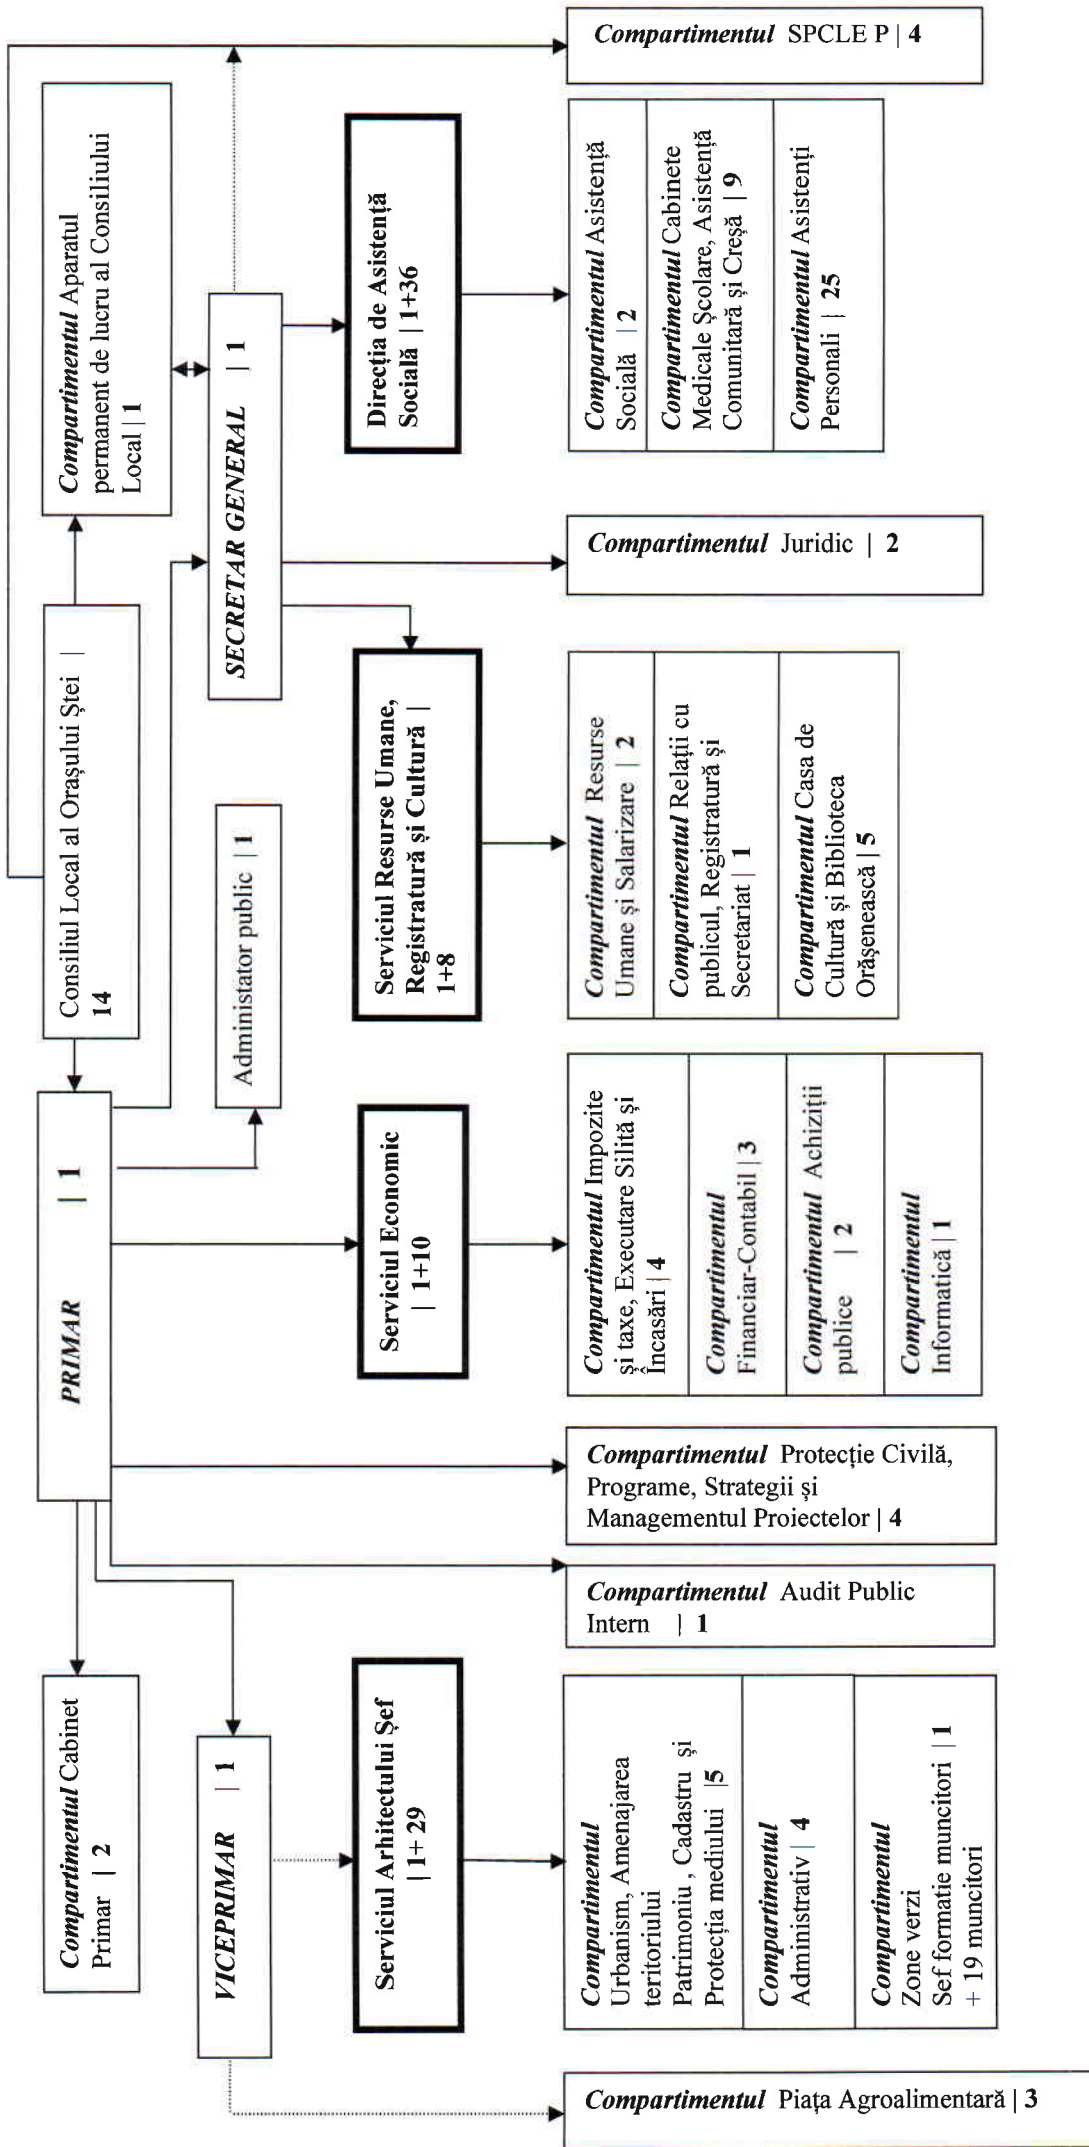 Consiliul Local al Orașului Ștei |
14
Compartimentul Aparatul
permanent de lucru al Consiliului
Local | 1
PRIMAR | 1
Compartimentul Cabinet
Primar | 2
VICEPRIMAR | 1
Administator public | 1
SECRETAR GENERAL | 1
Serviciul Arhitectului Șef
| 1+ 29
Serviciul Economic
| 1+10
Serviciul Resurse Umane,
Registratură și Cultură |
1+8
Direcția de Asistență
Socială | 1+36
Compartimentul Piața Agroalimentară | 3
Compartimentul
Urbanism, Amenajarea
teritoriului
Patrimoniu , Cadastru și
Protecția mediului |5
Compartimentul
Administrativ | 4
Compartimentul
Zone verzi
Sef formatie muncitori | 1
+ 19 muncitori
Compartimentul Audit Public
Intern | 1
Compartimentul Protecție Civilă,
Programe, Strategii și
Managementul Proiectelor | 4
Compartimentul Impozite
și taxe, Executare Silită și
Încasări | 4
Compartimentul
Financiar-Contabil | 3
Compartimentul Achiziții
publice | 2
Compartimentul
Informatică | 1
Compartimentul Resurse
Umane și Salarizare | 2
Compartimentul Relații cu
publicul, Registratură și
Secretariat | 1
Compartimentul Casa de
Cultură și Biblioteca
Orășenească | 5
Compartimentul Juridic | 2
Compartimentul Asistență
Socială | 2
Compartimentul Cabinete
Medicale Școlare, Asistență
Comunitară și Creșă | 9
Compartimentul Asistenți
Personali | 25
Compartimentul SPCLE P | 4